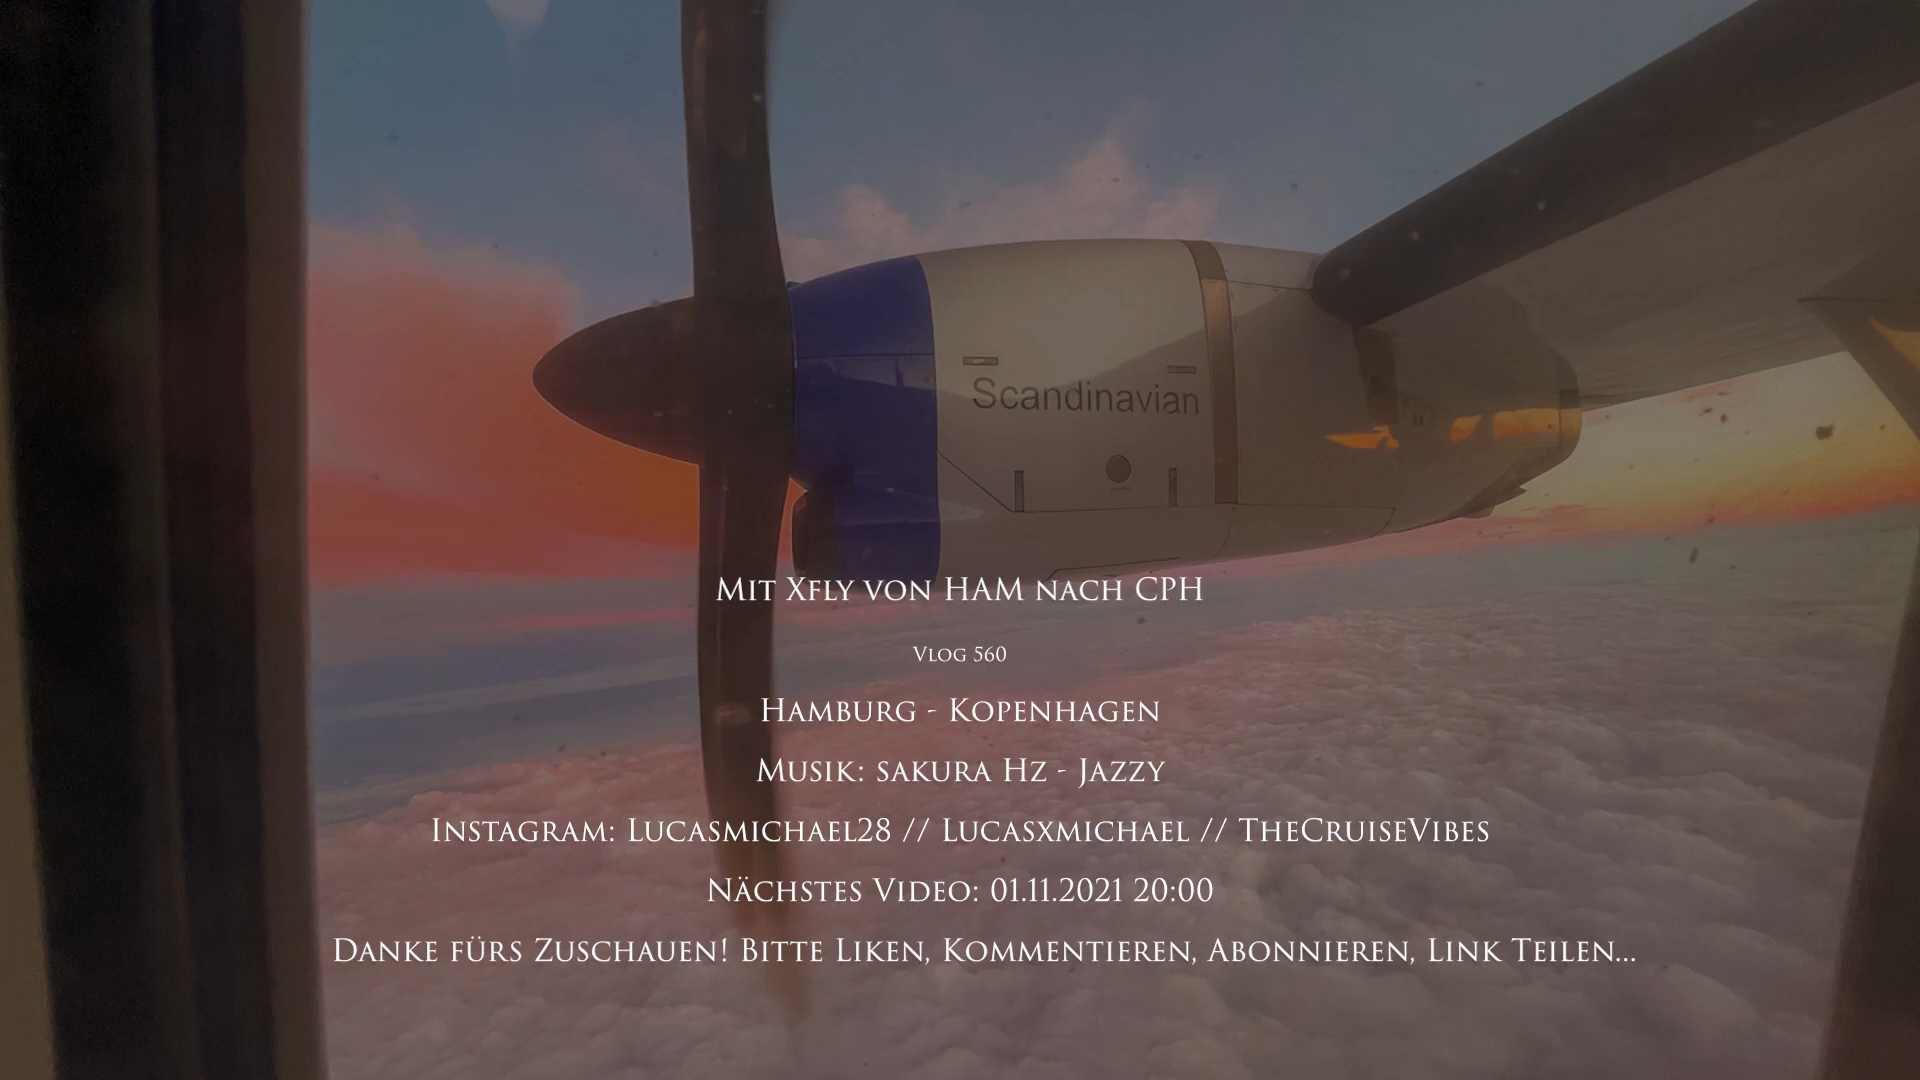 Scandinavian
Mit Xfly von HAM nach CPH
Vlog 560
Hamburg - Kopenhagen
Musik: sakura Hz - Jazzy
Instagram: Lucasmichael28 // Lucasxmichael // TheCruiseVibes
Nächstes Video: 01.11.2021 20:00
Danke fürs Zuschauen! Bitte Liken, Kommentieren, Abonnieren, Link Teilen...